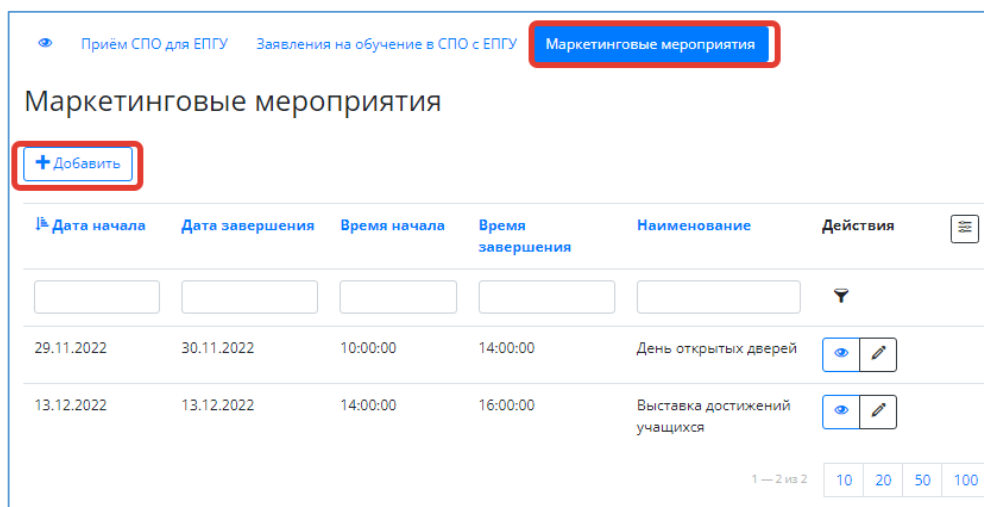 Приём СПО для ЕПГУ Заявления на обучение в СПО с ЕПГУ Маркетинговые мероприятия
Маркетинговые мероприятия
Добавить
Дата начала Дата завершения Время начала Время завершения Наименование Действия
29.11.2022 30.11.2022 10:00:00 14:00:00 День открытых дверей
13.12.2022 13.12.2022 14:00:00 16:00:00 Выставка достижений учащихся
1 — 2 из 2 10 20 50 100